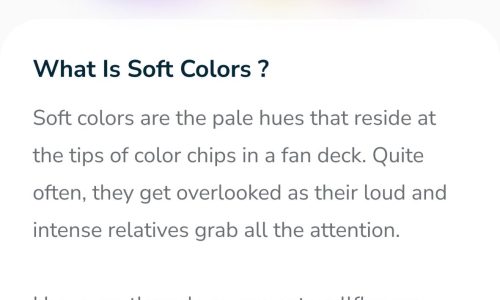 What Is Soft Colors ?
Soft colors are the pale hues that reside at
the tips of color chips in a fan deck. Quite
often, they get overlooked as their loud and
intense relatives grab all the attention.